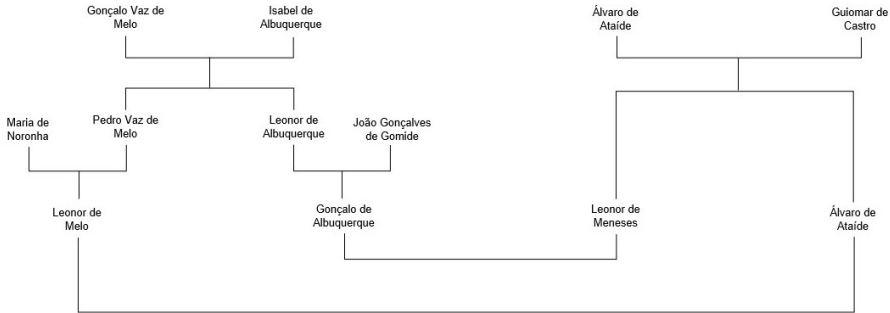 Gonçalo Vaz de
Melo
Isabel de
Albuquerque
Álvaro de
Ataíde
Guiomar de
Castro
Maria de
Noronha
Pedro Vaz de
Melo
Leonor de
Albuquerque
João Gonçalves
de Gomide
Leonor de
Melo
Gonçalo de
Albuquerque
Leonor de
Meneses
Álvaro de
Ataíde